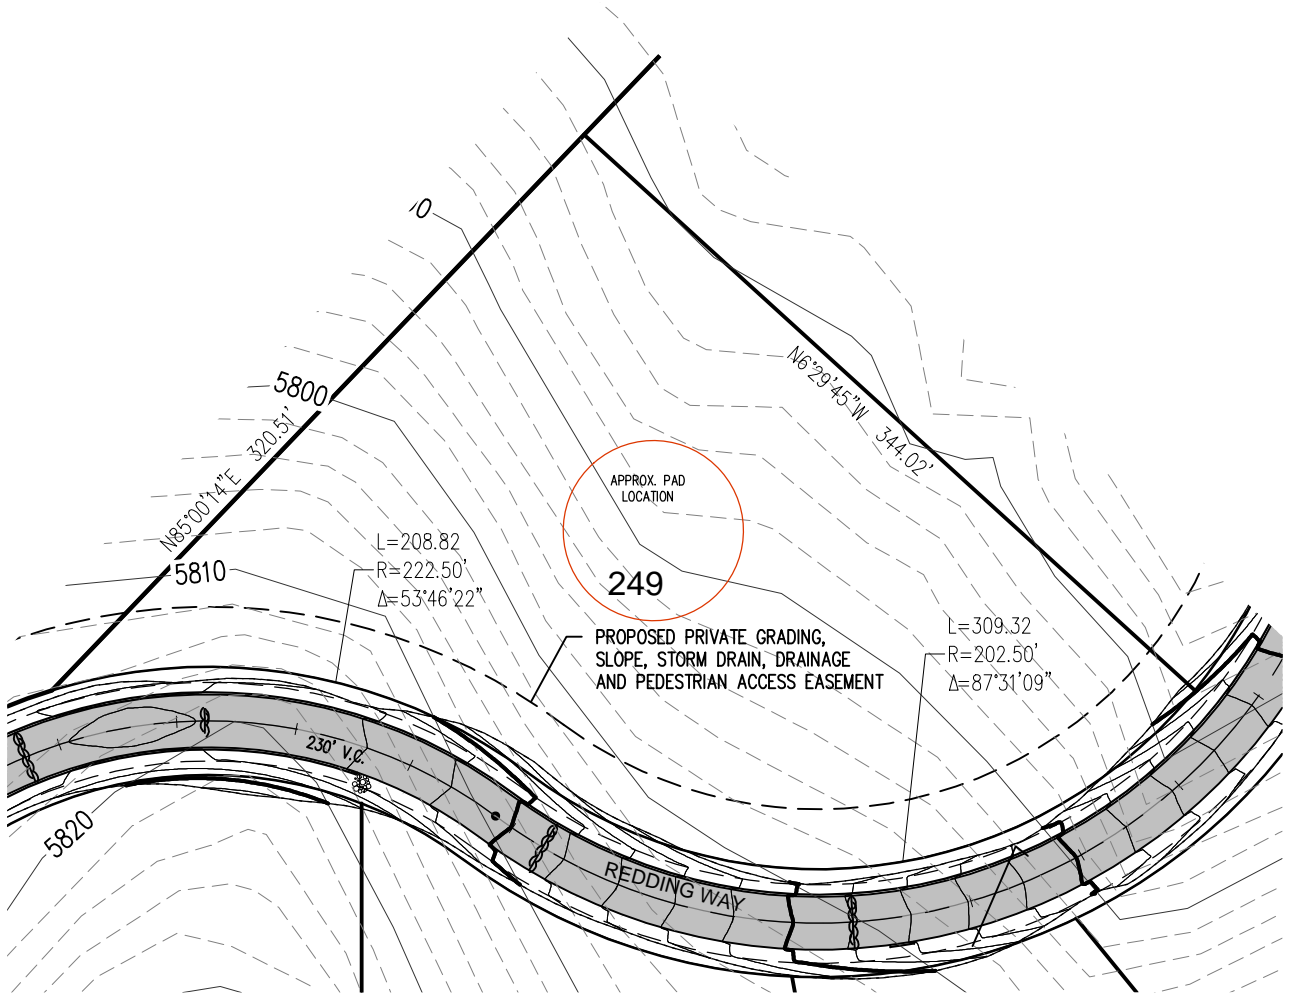 5800
N85°00'14"E 320.51'
5810
L=208.82
R=222.50'
Δ=53°46'22"
N6°29'45"W 344.02'
APPROX. PAD
LOCATION
249
PROPOSED PRIVATE GRADING,
SLOPE, STORM DRAIN, DRAINAGE
AND PEDESTRIAN ACCESS EASEMENT
L=309.32
R=202.50'
Δ=87°31'09"
230' V.C.
5820
REDDING WAY